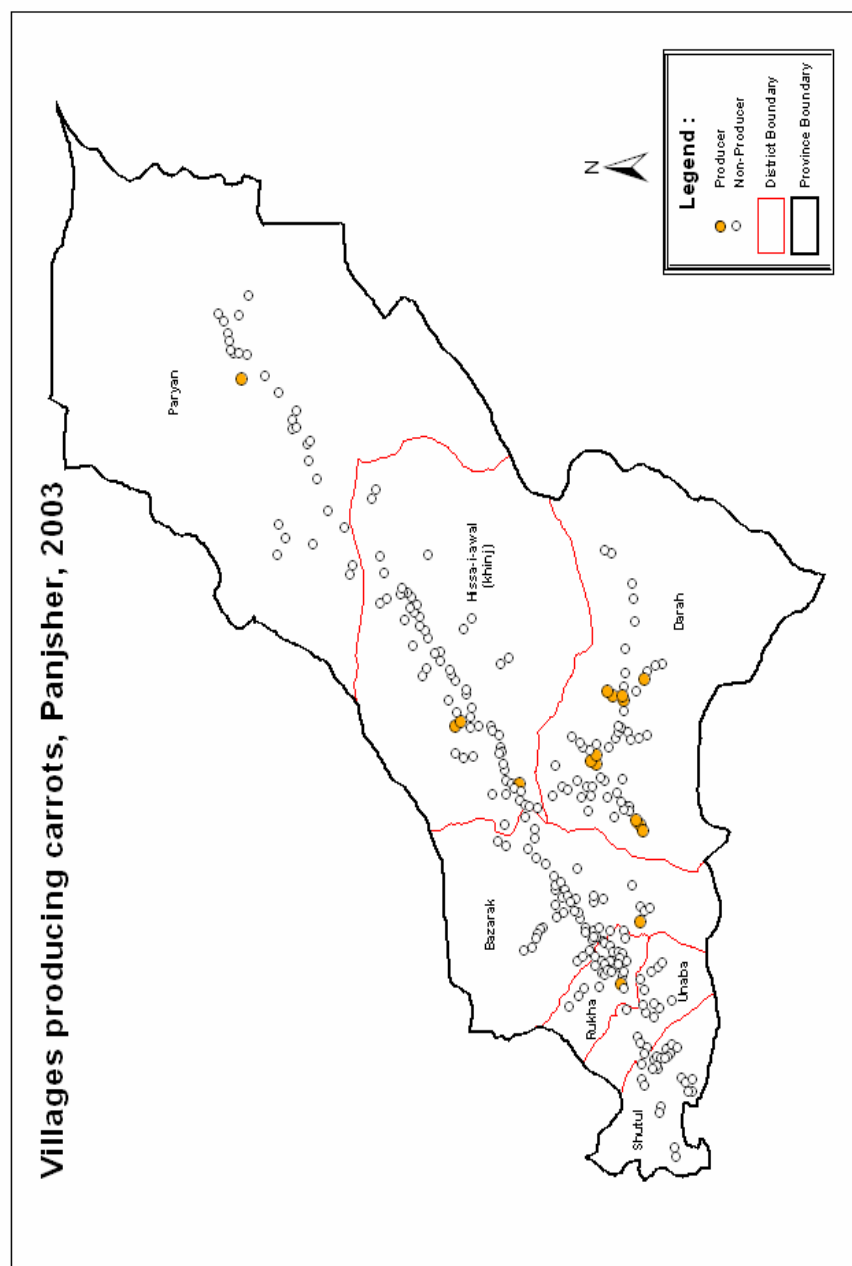 Villages producing carrots, Panjsher, 2003
Paryan
Hissa-i-awal
(khinj)
Bazarak
Darah
Rukha
Unaba
Shutul
N
Legend :
Producer
Non-Producer
District Boundary
Province Boundary